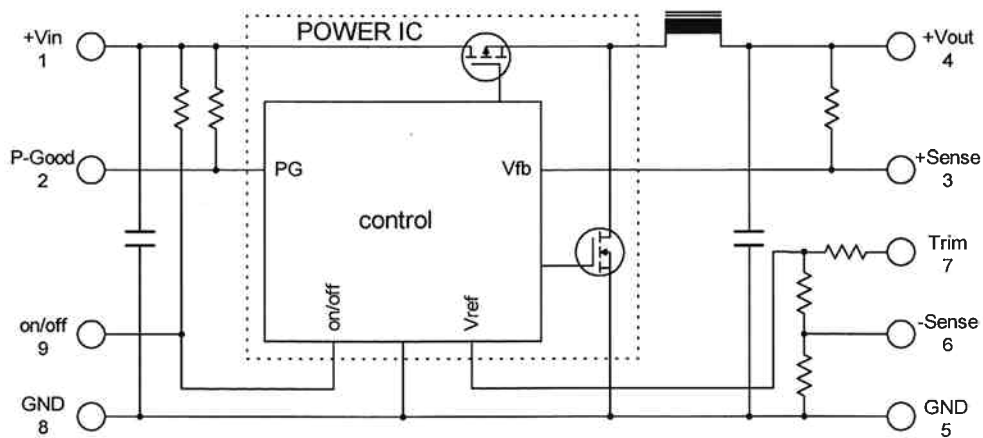 +Vin
1
POWER IC
+Vout
4
P-Good
2
PG
Vfb
+Sense
3
control
Trim
7
on/off
9
on/off
Vref
-Sense
6
GND
8
GND
5